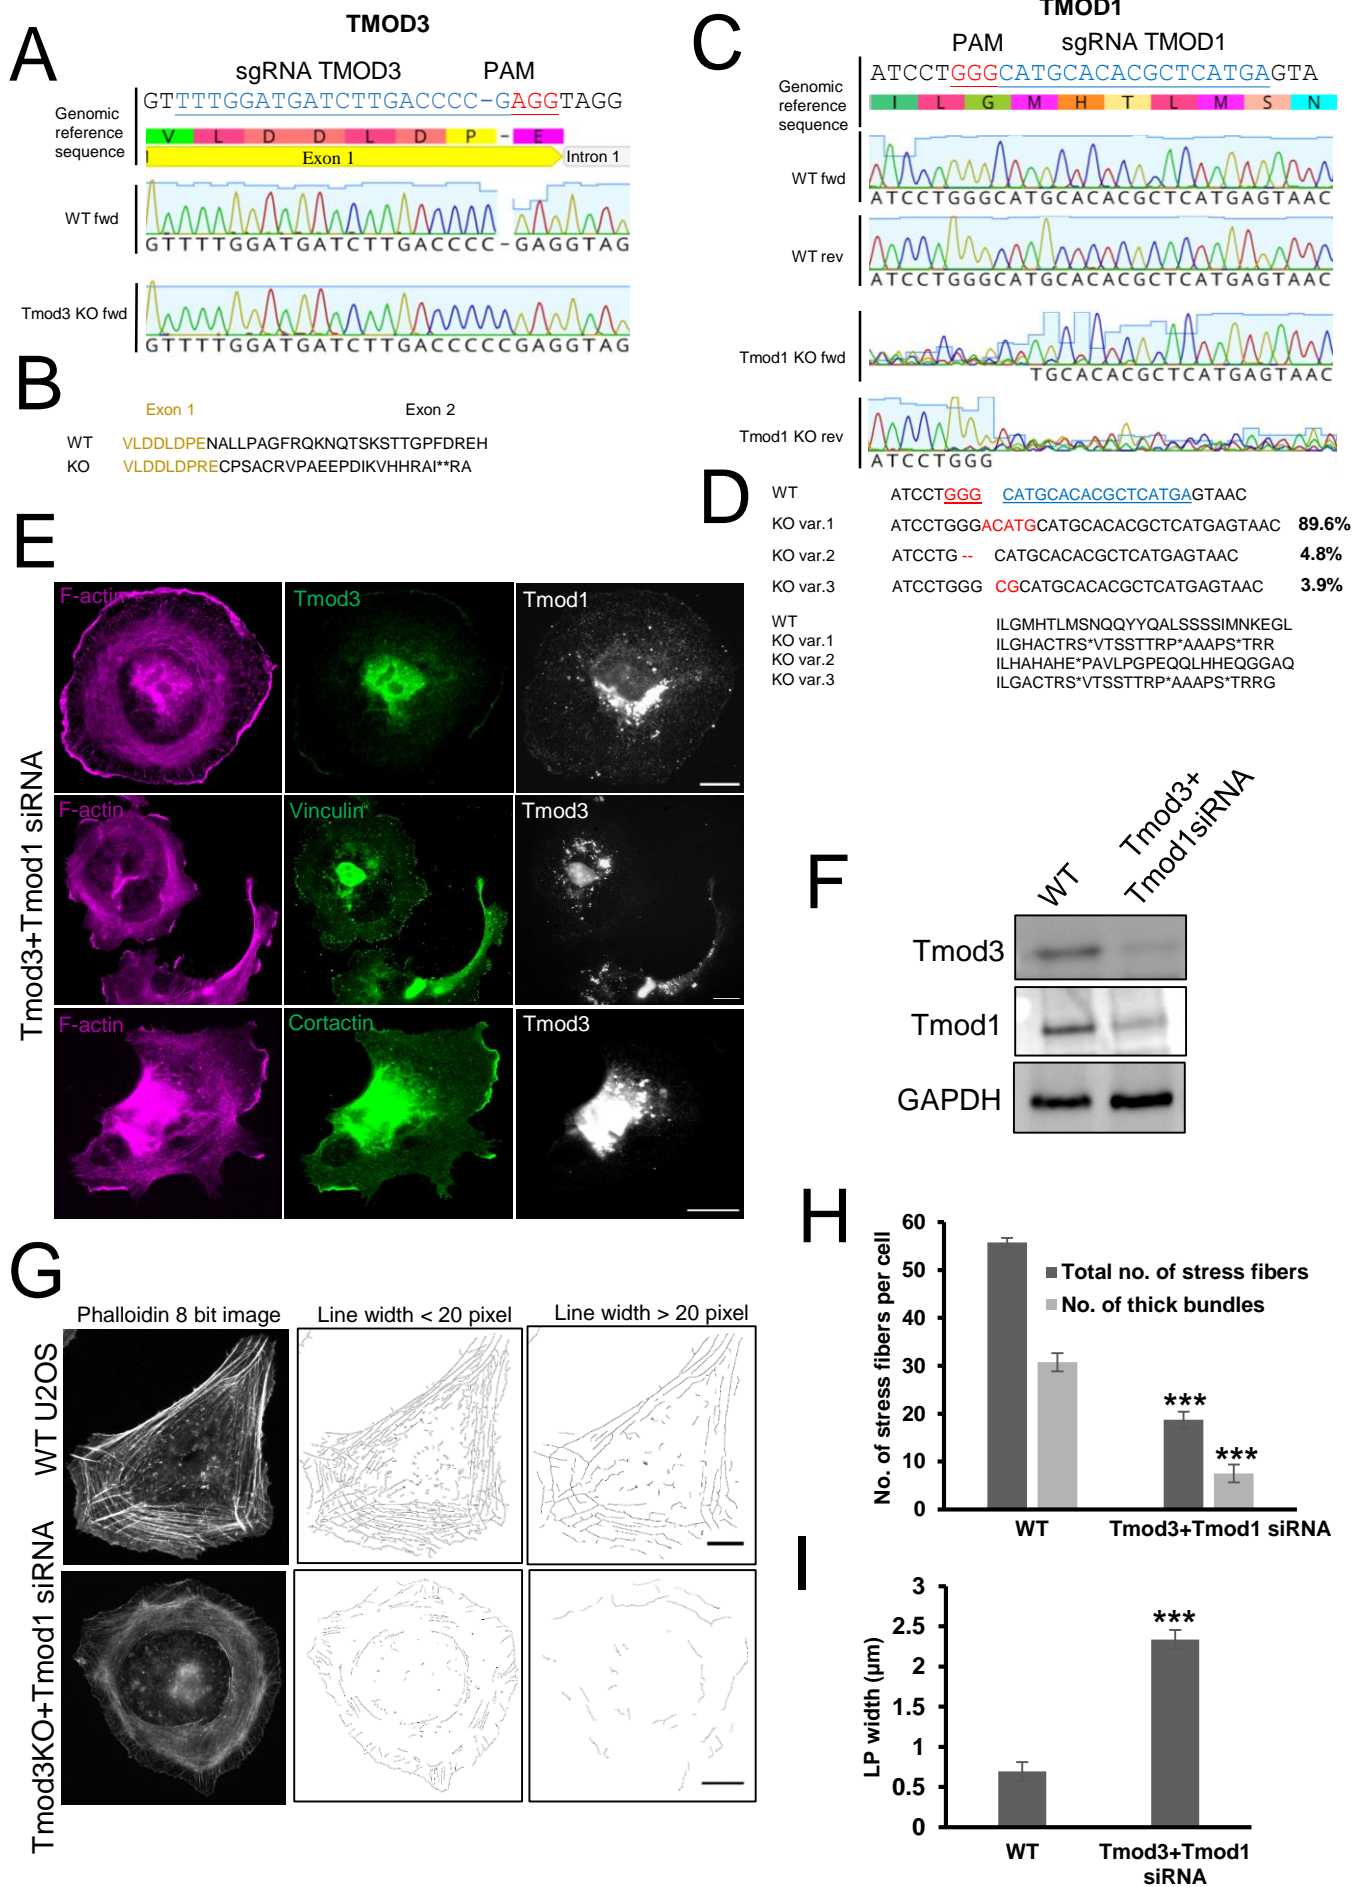 A
TMOD3
sgRNA TMOD3 PAM
Genomic reference sequence
GTTTTGGATGATCTTGACCCC-GAGGTAGG
V L D D L D P - E
Exon 1 Intron 1
WT fwd
GTTTTGGATGATCTTGACCCC-GAGGTAG
Tmod3 KO fwd
GTTTTGGATGATCTTGACCCCCGAGGTAG
B
Exon 1 Exon 2
WT VLDDLDPENALLPAGFRQKNQTSKSTTGPFDREH
KO VLDDLDPRECPSACRVPAEEPDIKVHHRAI**RA
C
TMOD1
PAM sgRNA TMOD1
Genomic reference sequence
ATCCTGGGCATGCACACGCTCATGAGTA
I L G M H T L M S N
WT fwd
ATCCTGGGCATGCACACGCTCATGAGTAAC
WT rev
ATCCTGGGCATGCACACGCTCATGAGTAAC
Tmod1 KO fwd
TGCACACGCTCATGAGTAAC
Tmod1 KO rev
ATCCTGGG
D
WT ATCCTGGG CATGCACACGCTCATGAGTAAC
KO var.1 ATCCTGGGACATGCATGCACACGCTCATGAGTAAC 89.6%
KO var.2 ATCCTG -- CATGCACACGCTCATGAGTAAC 4.8%
KO var.3 ATCCTGGG CGCATGCACACGCTCATGAGTAAC 3.9%
WT ILGMHTLMSNQQYYQALSSSSIMNKEGL
KO var.1 ILGHACTRS*VTSSTTRP*AAAPS*TRR
KO var.2 ILHAHAHE*PAVLPGPEQQLHHEQGGAQ
KO var.3 ILGACTRS*VTSSTTRP*AAAPS*TRRG
E
Tmod3+Tmod1 siRNA
F-actin Tmod3 Tmod1
F-actin Vinculin Tmod3
F-actin Cortactin Tmod3
F
WT
Tmod3+
Tmod1siRNA
Tmod3
Tmod1
GAPDH
G
Phalloidin 8 bit image Line width < 20 pixel Line width > 20 pixel
WT U2OS
Tmod3KO+Tmod1 siRNA
H
No. of stress fibers per cell
60
50
40
30
20
10
0
Total no. of stress fibers
No. of thick bundles
***
***
WT Tmod3+Tmod1 siRNA
I
LP width (µm)
3
2.5
2
1.5
1
0.5
0
***
WT Tmod3+Tmod1
siRNA